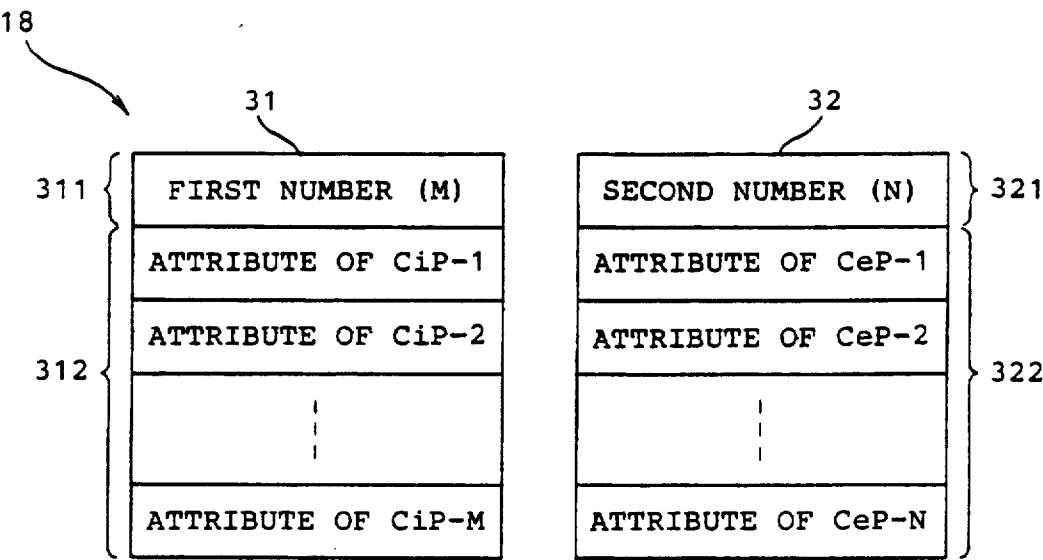 18
31
32
311
FIRST NUMBER (M)
SECOND NUMBER (N)
321
ATTRIBUTE OF CiP-1
ATTRIBUTE OF CeP-1
312
ATTRIBUTE OF CiP-2
ATTRIBUTE OF CeP-2
322
ATTRIBUTE OF CiP-M
ATTRIBUTE OF CeP-N